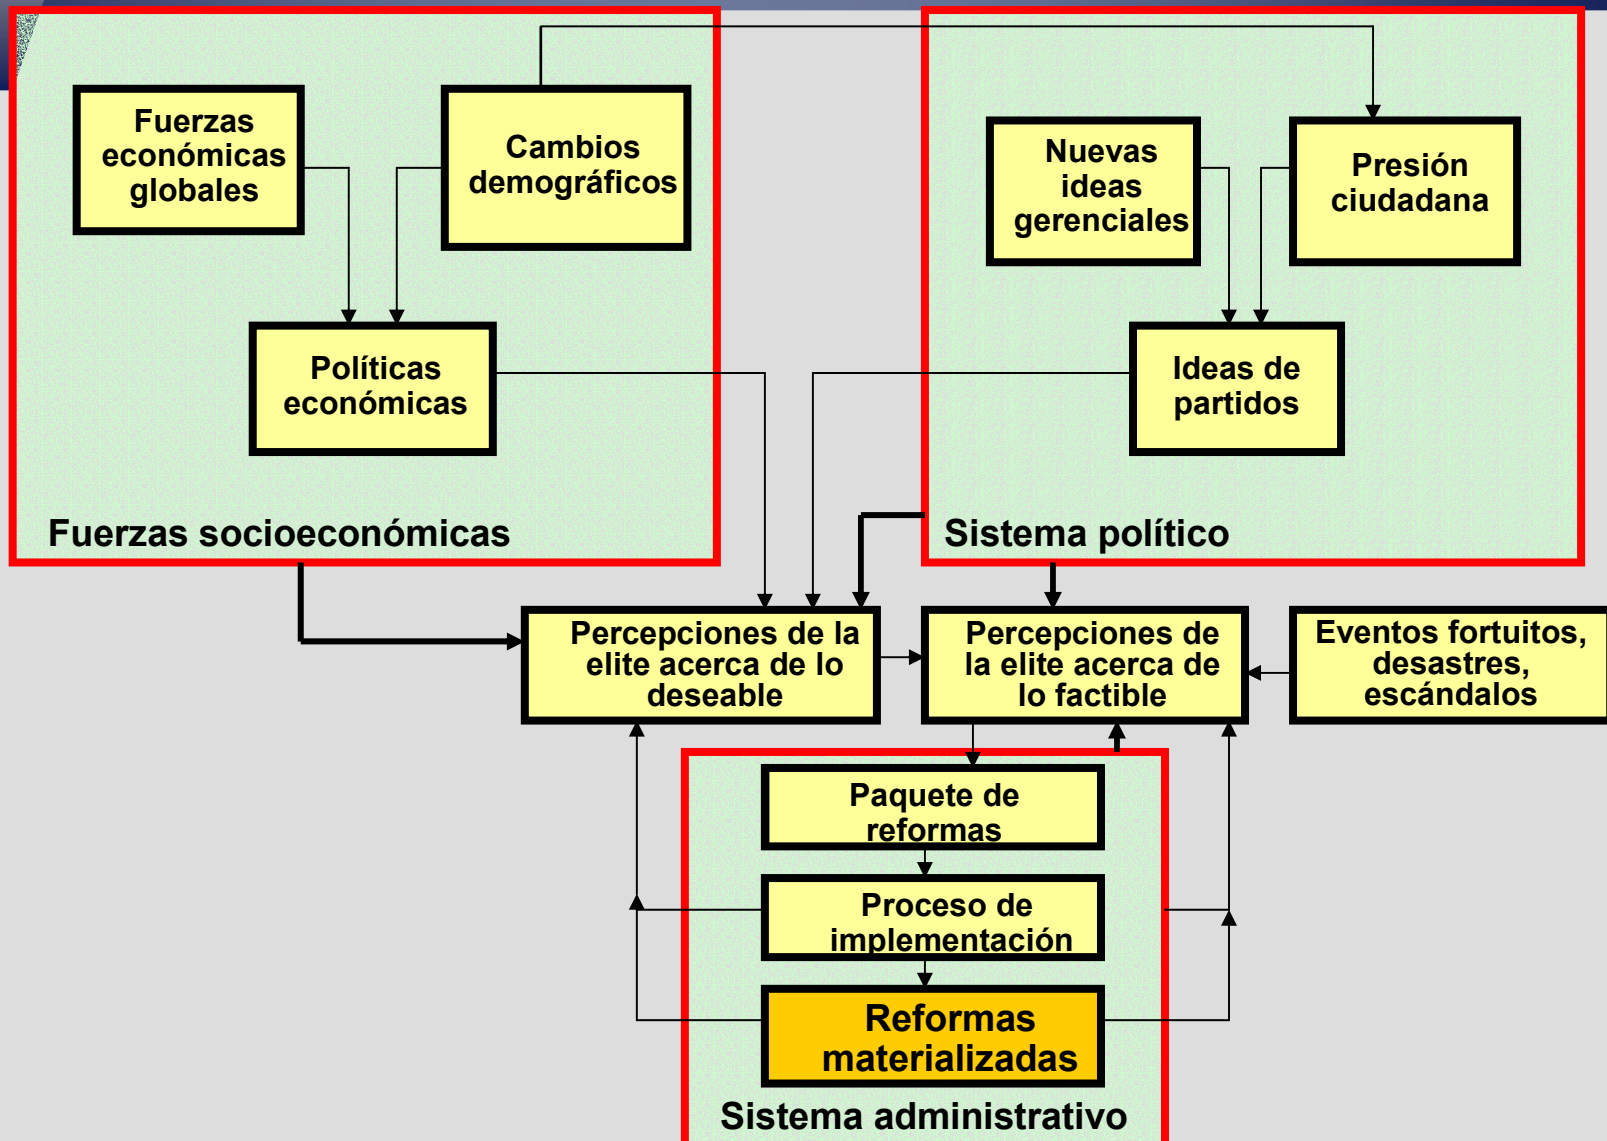 Fuerzas
económicas
globales
Cambios
demográficos
Políticas
económicas
Fuerzas socioeconómicas
Nuevas
ideas
gerenciales
Presión
ciudadana
Ideas de
partidos
Sistema político
Percepciones de la
elite acerca de lo
deseable
Percepciones de
la elite acerca de
lo factible
Eventos fortuitos,
desastres,
escándalos
Paquete de
reformas
Proceso de
implementación
Reformas
materializadas
Sistema administrativo